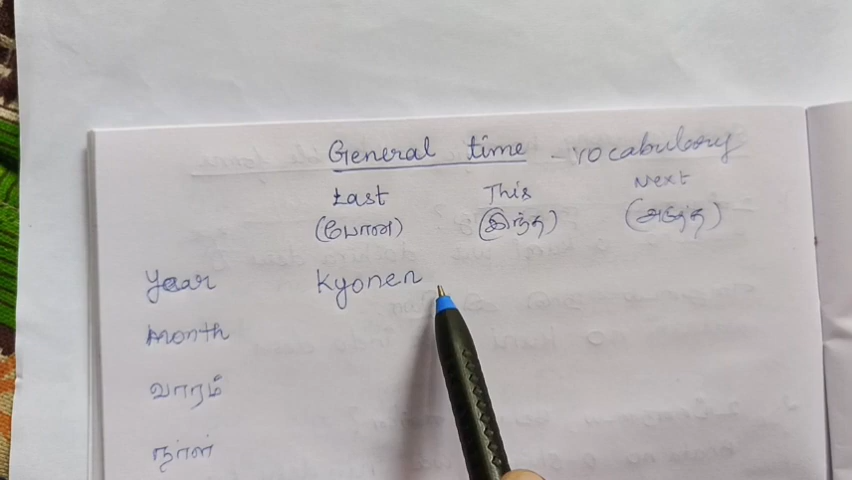 General time - vocabulary
Last This Next
(போன) (இந்த) (அடுத்த)
Year Kyonen
Month
வாரம்
நாள்